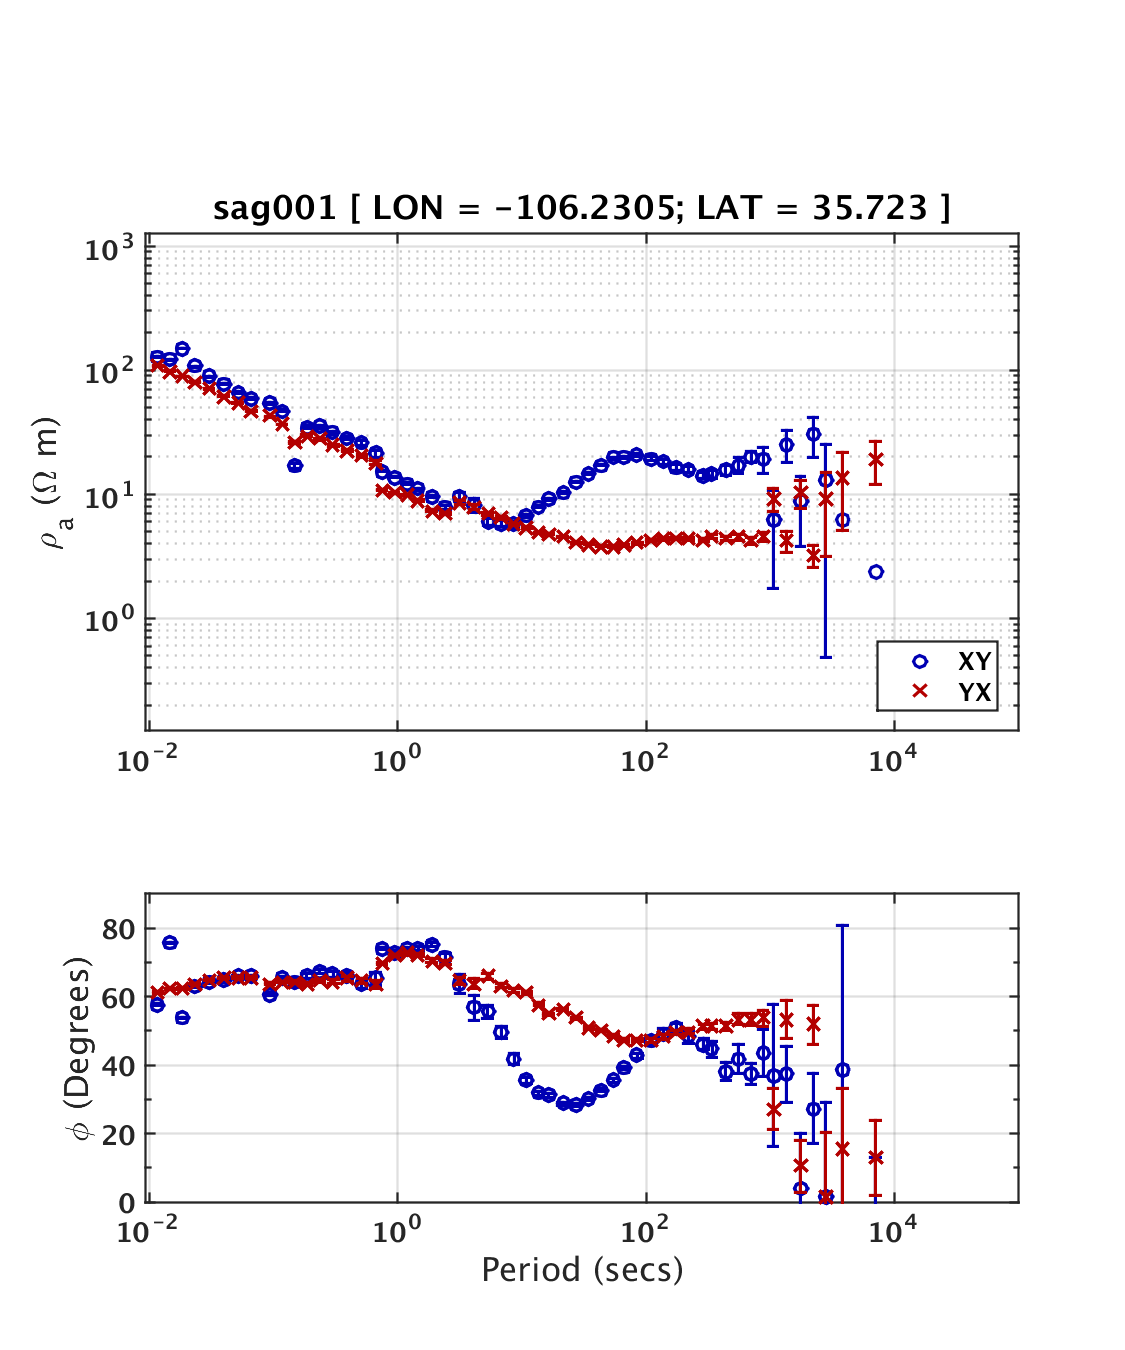 sag001 [ LON = -106.2305; LAT = 35.723 ]
ρa (Ω m)
10^3
10^2
10^1
10^0
XY
YX
10^-2 10^0 10^2 10^4
ϕ (Degrees)
80
60
40
20
0
10^-2 10^0 10^2 10^4
Period (secs)